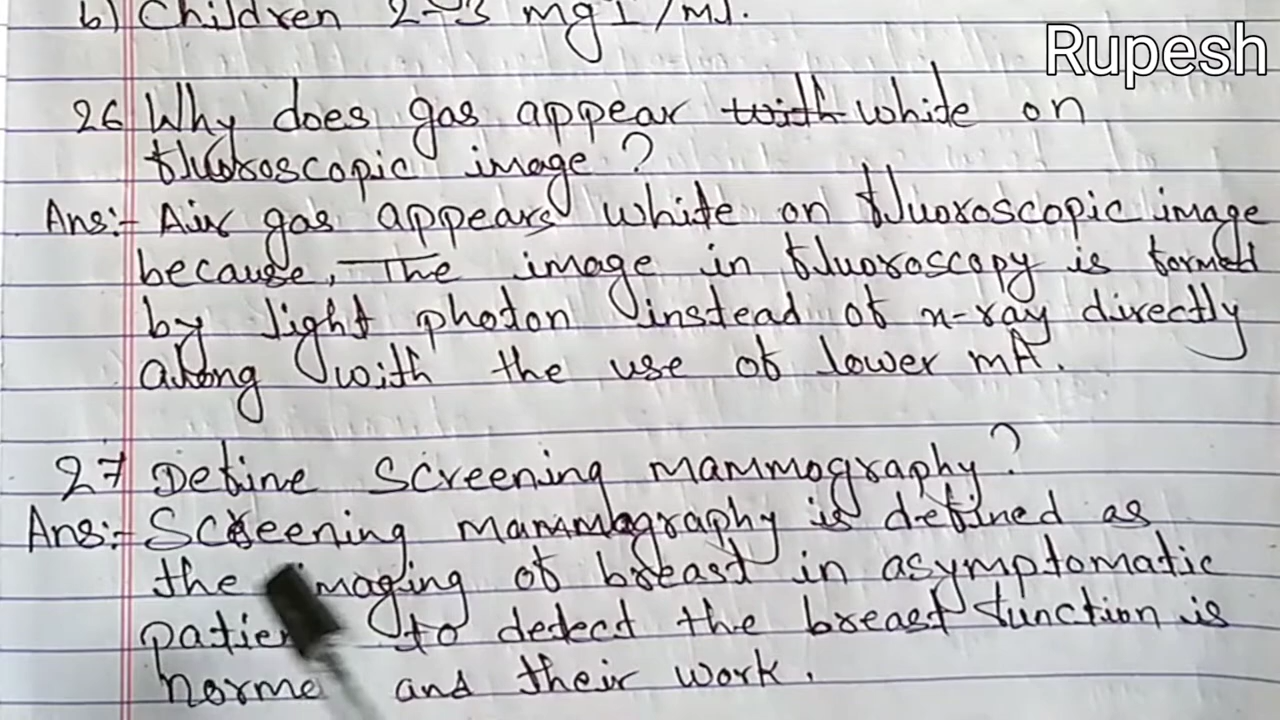 b) Children 2-3 mg I/ml.
Rupesh
26 Why does gas appear with white on
fluoroscopic image?
Ans:- Air gas appears white on fluoroscopic image
because, The image in fluoroscopy is formed
by light photon instead of x-ray directly
along with the use of lower mA.
27 Define Screening mammography?
Ans:- Screening mammography is defined as
the imaging of breast in asymptomatic
to detect the breast function is
and their work.